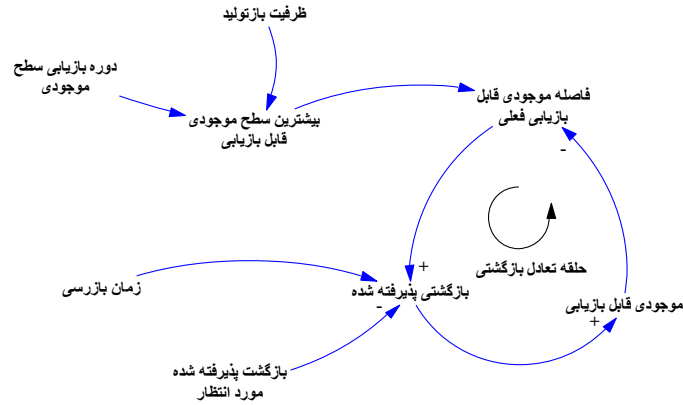 ظرفیت بازتولید
دوره بازیابی سطح
موجودی
بیشترین سطح موجودی
قابل بازیابی
فاصله موجودی قابل
بازیابی فعلی
-
حلقه تعادل بازگشتی
+
زمان بازرسی
بازگشتی پذیرفته شده
-
موجودی قابل بازیابی
+
بازگشت پذیرفته شده
مورد انتظار